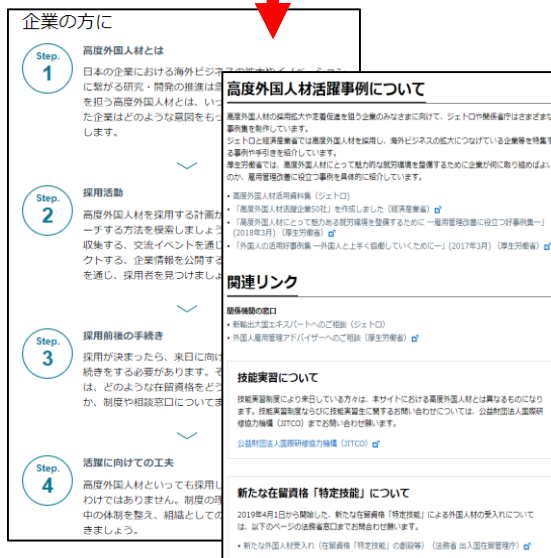 企業の方に
Step.
1
高度外国人材とは
日本の企業における海外ビジネスの拡大やイノベーション
に繋がる研究・開発の推進は急
を担う高度外国人材とは、いっ
た企業はどのような意図をもっ
します。
Step.
2
採用活動
高度外国人材を採用する計画か
ーチする方法を模索しましょう
収集する、交流イベントを通じ
クトする、企業情報を公開する
を通じ、採用者を見つけましょ
Step.
3
採用前後の手続き
採用が決まったら、来日に向け
続きをする必要があります。そ
は、どのような在留資格をどう
か、制度や相談窓口についてま
Step.
4
活躍に向けての工夫
高度外国人材といっても採用し
わけではありません。制度の理
中の体制を整え、組織としての
きましょう。
高度外国人材活躍事例について
高度外国人材の採用拡大や定着促進を狙う企業のみなさまに向けて、ジェトロや関係省庁はさまざまな
事例集を制作しています。
ジェトロと経済産業省では高度外国人材を採用し、海外ビジネスの拡大につなげている企業等を特集す
る事例や手引きを紹介しています。
厚生労働省では、高度外国人材にとって魅力的な就労環境を整備するために企業が何に取り組めばよい
のか、雇用管理改善に役立つ事例を具体的に紹介しています。
• 高度外国人材活用資料集（ジェトロ）
• 「高度外国人材活躍企業50社」を作成しました（経済産業省）
• 「高度外国人材にとって魅力ある就労環境を整備するために ー雇用管理改善に役立つ好事例集ー」
（2018年3月）（厚生労働省）
• 「外国人の活用好事例集 ー外国人と上手く協働していくためにー」（2017年3月）（厚生労働省）
関連リンク
関係機関の窓口
• 新輸出大国エキスパートへのご相談（ジェトロ）
• 外国人雇用管理アドバイザーへのご相談（厚生労働省）
技能実習について
技能実習制度により来日している方々は、本サイトにおける高度外国人材とは異なるものになり
ます。技能実習制度ならびに技能実習生に関するお問い合わせについては、公益財団法人国際研
修協力機構（JITCO）までお問い合わせ願います。
公益財団法人国際研修協力機構（JITCO）
新たな在留資格「特定技能」について
2019年4月1日から開始した、新たな在留資格「特定技能」による外国人材の受入れについて
は、以下のページの法務省窓口までお問合わせ願います。
• 新たな外国人材受入れ（在留資格「特定技能」の創設等）（法務省 出入国在留管理庁）